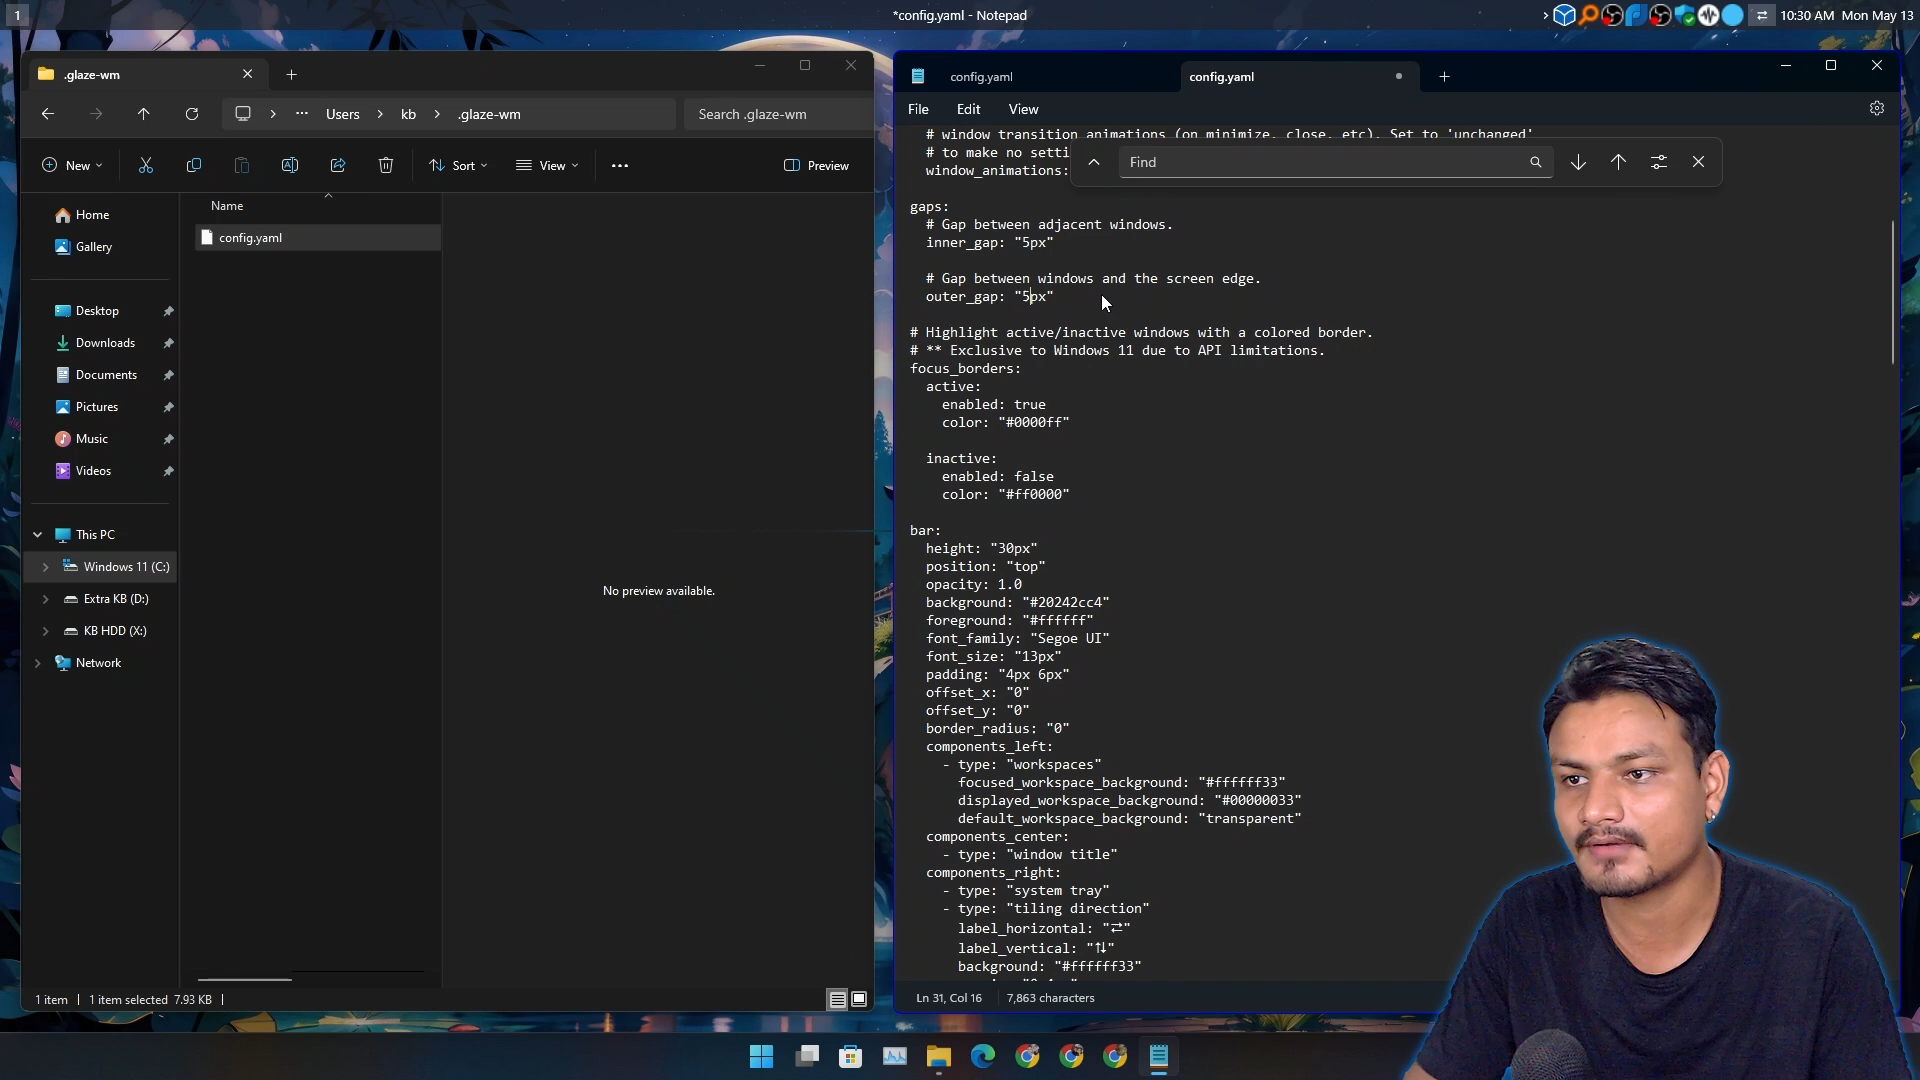 1
*config.yaml - Notepad
10:30 AM Mon May 13
.glaze-wm
Users
kb
.glaze-wm
Search .glaze-wm
New
Sort
View
Preview
Home
Gallery
Desktop
Downloads
Documents
Pictures
Music
Videos
This PC
Windows 11 (C:)
Extra KB (D:)
KB HDD (X:)
Network
Name
config.yaml
No preview available.
1 item
1 item selected 7.93 KB
config.yaml
config.yaml
File
Edit
View
Find
# window transition animations (on minimize, close, etc). Set to 'unchanged'
# to make no setti
window_animations:
gaps:
# Gap between adjacent windows.
inner_gap: "5px"
# Gap between windows and the screen edge.
outer_gap: "5px"
# Highlight active/inactive windows with a colored border.
# ** Exclusive to Windows 11 due to API limitations.
focus_borders:
active:
enabled: true
color: "#0000ff"
inactive:
enabled: false
color: "#ff0000"
bar:
height: "30px"
position: "top"
opacity: 1.0
background: "#20242cc4"
foreground: "#ffffff"
font_family: "Segoe UI"
font_size: "13px"
padding: "4px 6px"
offset_x: "0"
offset_y: "0"
border_radius: "0"
components_left:
- type: "workspaces"
focused_workspace_background: "#ffffff33"
displayed_workspace_background: "#00000033"
default_workspace_background: "transparent"
components_center:
- type: "window title"
components_right:
- type: "system tray"
- type: "tiling direction"
label_horizontal: "⇄"
label_vertical: "⇅"
background: "#ffffff33"
Ln 31, Col 16
7,863 characters